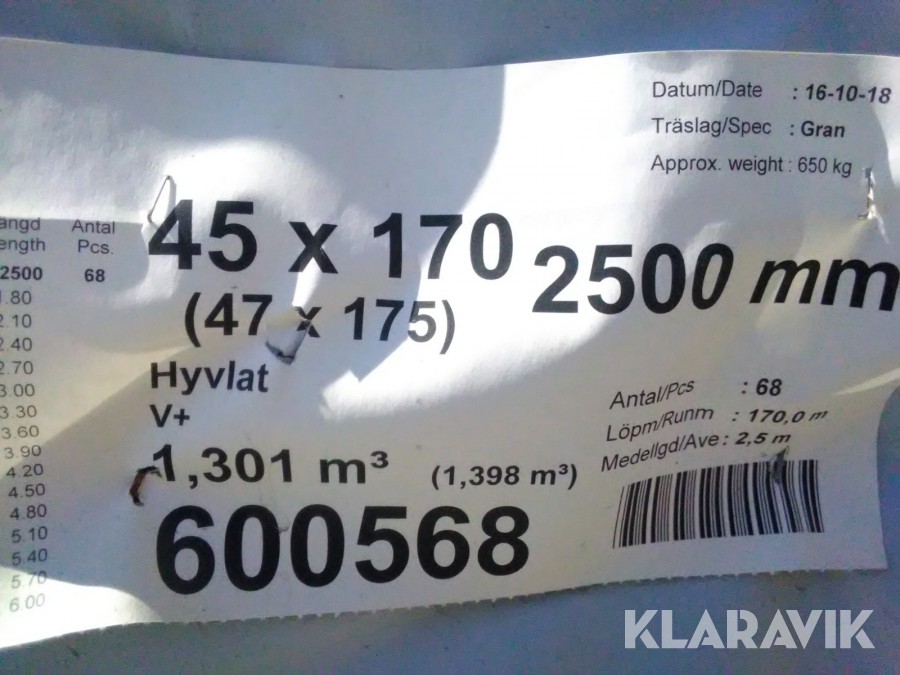 Datum/Date : 16-10-18
Träslag/Spec : Gran
Approx. weight : 650 kg
angd Antal
ength Pcs.
2500 68
1.80
2.10
2.40
2.70
3.00
3.30
3.60
3.90
4.20
4.50
4.80
5.10
5.40
5.70
6.00
45 x 170 2500 mm
(47 x 175)
Hyvlat
V+
1,301 m³ (1,398 m³)
600568
Antal/Pcs : 68
Löpm/Runm : 170,0 m
Medellgd/Ave : 2,5 m
KLARAVIK